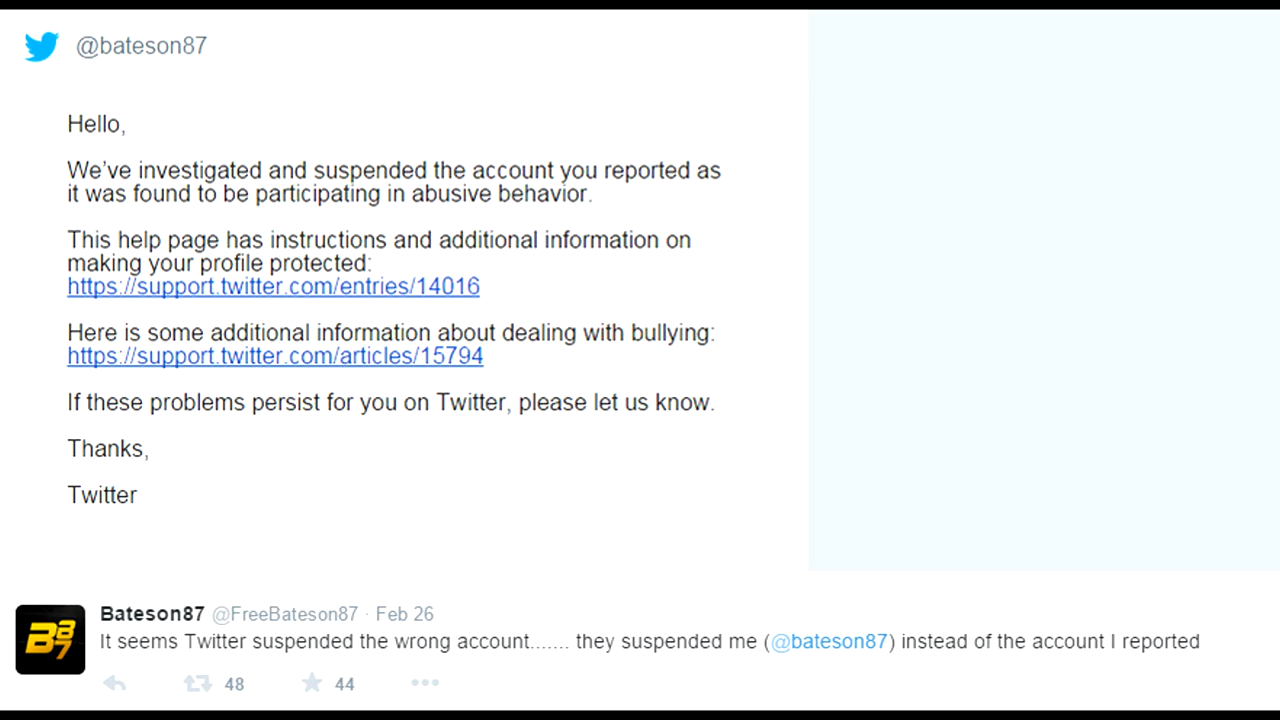 @bateson87
Hello,
We've investigated and suspended the account you reported as
it was found to be participating in abusive behavior.
This help page has instructions and additional information on
making your profile protected:
https://support.twitter.com/entries/14016
Here is some additional information about dealing with bullying:
https://support.twitter.com/articles/15794
If these problems persist for you on Twitter, please let us know.
Thanks,
Twitter
B87
Bateson87 @FreeBateson87 · Feb 26
It seems Twitter suspended the wrong account....... they suspended me (@bateson87) instead of the account I reported
48 44